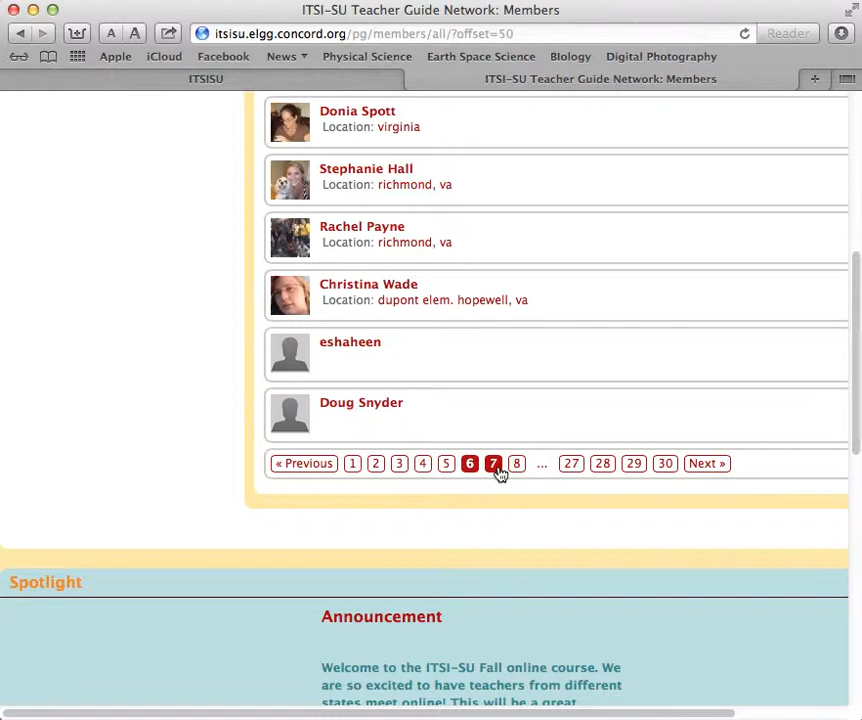 ITSI-SU Teacher Guide Network: Members
A A itsisu.elgg.concord.org/pg/members/all/?offset=50 Reader
Apple iCloud Facebook News Physical Science Earth Space Science Biology Digital Photography
ITSISU ITSI-SU Teacher Guide Network: Members +
Donia Spott
Location: virginia
Stephanie Hall
Location: richmond, va
Rachel Payne
Location: richmond, va
Christina Wade
Location: dupont elem. hopewell, va
eshaheen
Doug Snyder
« Previous 1 2 3 4 5 6 7 8 ... 27 28 29 30 Next »
Spotlight
Announcement
Welcome to the ITSI-SU Fall online course. We
are so excited to have teachers from different
states meet online! This will be a great